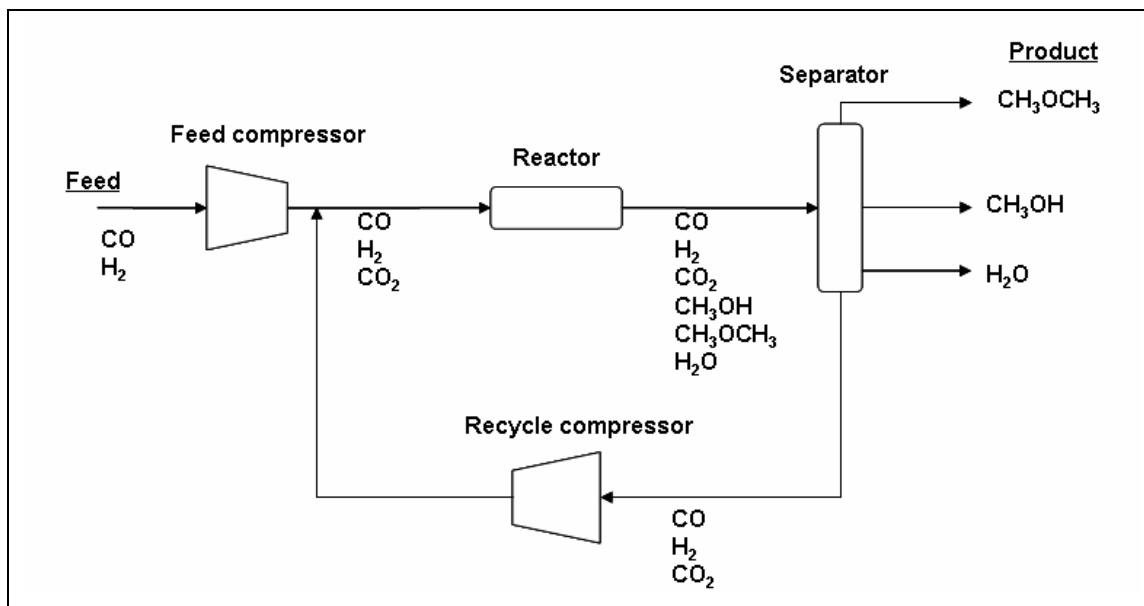 Product
Separator
CH₃OCH₃
Feed compressor
Reactor
Feed
CH₃OH
CO
H₂
CO
H₂
CO₂
CO
H₂
CO₂
CH₃OH
CH₃OCH₃
H₂O
H₂O
Recycle compressor
CO
H₂
CO₂